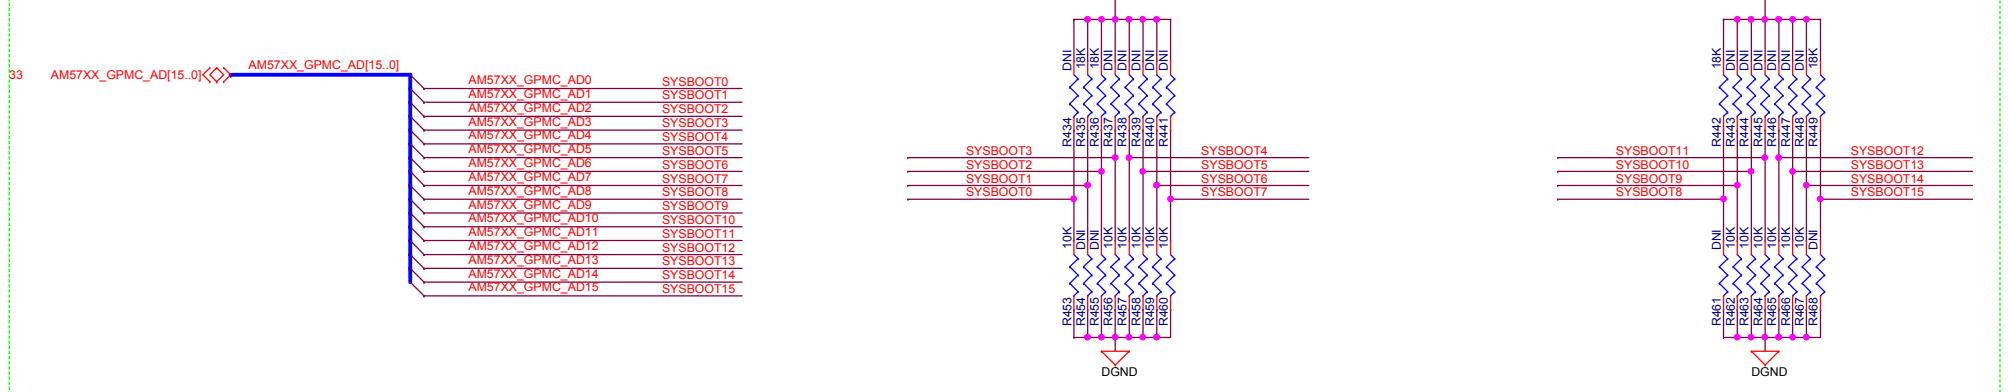 33 AM57XX_GPMC_AD[15..0] AM57XX_GPMC_AD[15..0]
AM57XX_GPMC_AD0 SYSBOOT0
AM57XX_GPMC_AD1 SYSBOOT1
AM57XX_GPMC_AD2 SYSBOOT2
AM57XX_GPMC_AD3 SYSBOOT3
AM57XX_GPMC_AD4 SYSBOOT4
AM57XX_GPMC_AD5 SYSBOOT5
AM57XX_GPMC_AD6 SYSBOOT6
AM57XX_GPMC_AD7 SYSBOOT7
AM57XX_GPMC_AD8 SYSBOOT8
AM57XX_GPMC_AD9 SYSBOOT9
AM57XX_GPMC_AD10 SYSBOOT10
AM57XX_GPMC_AD11 SYSBOOT11
AM57XX_GPMC_AD12 SYSBOOT12
AM57XX_GPMC_AD13 SYSBOOT13
AM57XX_GPMC_AD14 SYSBOOT14
AM57XX_GPMC_AD15 SYSBOOT15
DNI 18K 18K DNI DNI DNI DNI DNI
R434 R435 R436 R437 R438 R439 R440 R441
SYSBOOT3 SYSBOOT4
SYSBOOT2 SYSBOOT5
SYSBOOT1 SYSBOOT6
SYSBOOT0 SYSBOOT7
10K DNI DNI 10K 10K 10K 10K 10K
R453 R454 R455 R456 R457 R458 R459 R460
DGND
18K DNI DNI DNI DNI DNI DNI 18K
R442 R443 R444 R445 R446 R447 R448 R449
SYSBOOT11 SYSBOOT12
SYSBOOT10 SYSBOOT13
SYSBOOT9 SYSBOOT14
SYSBOOT8 SYSBOOT15
DNI 10K 10K 10K 10K 10K 10K DNI
R461 R462 R463 R464 R465 R466 R467 R468
DGND